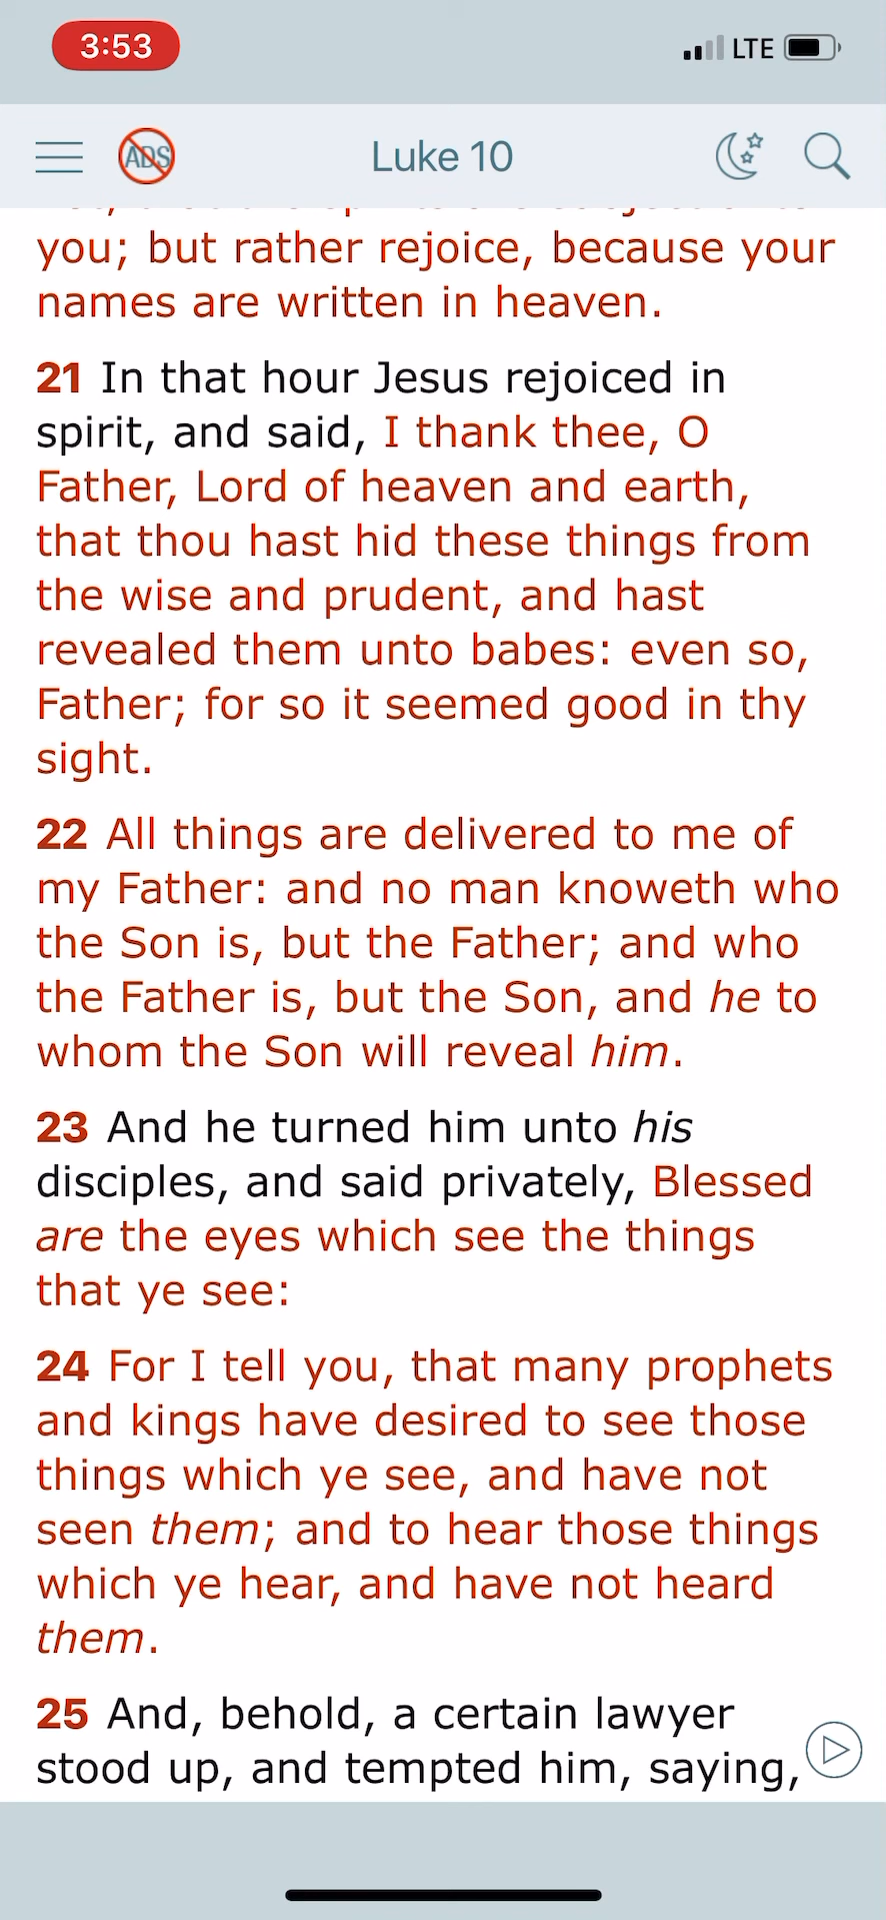 3:53
LTE
ADS
Luke 10
you; but rather rejoice, because your
names are written in heaven.
21 In that hour Jesus rejoiced in
spirit, and said, I thank thee, O
Father, Lord of heaven and earth,
that thou hast hid these things from
the wise and prudent, and hast
revealed them unto babes: even so,
Father; for so it seemed good in thy
sight.
22 All things are delivered to me of
my Father: and no man knoweth who
the Son is, but the Father; and who
the Father is, but the Son, and he to
whom the Son will reveal him.
23 And he turned him unto his
disciples, and said privately, Blessed
are the eyes which see the things
that ye see:
24 For I tell you, that many prophets
and kings have desired to see those
things which ye see, and have not
seen them; and to hear those things
which ye hear, and have not heard
them.
25 And, behold, a certain lawyer
stood up, and tempted him, saying,